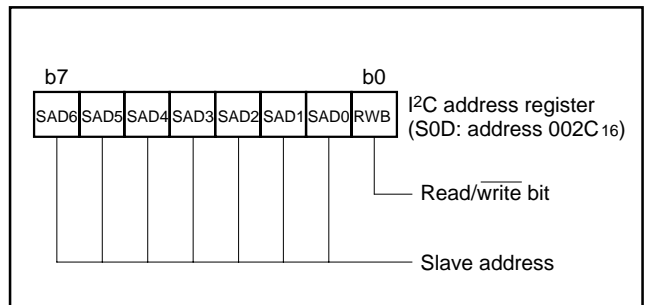 b7 b0
SAD6 SAD5 SAD4 SAD3 SAD2 SAD1 SAD0 RWB
I²C address register
(S0D: address 002C₁₆)
Read/w̅r̅i̅t̅e̅ bit
Slave address